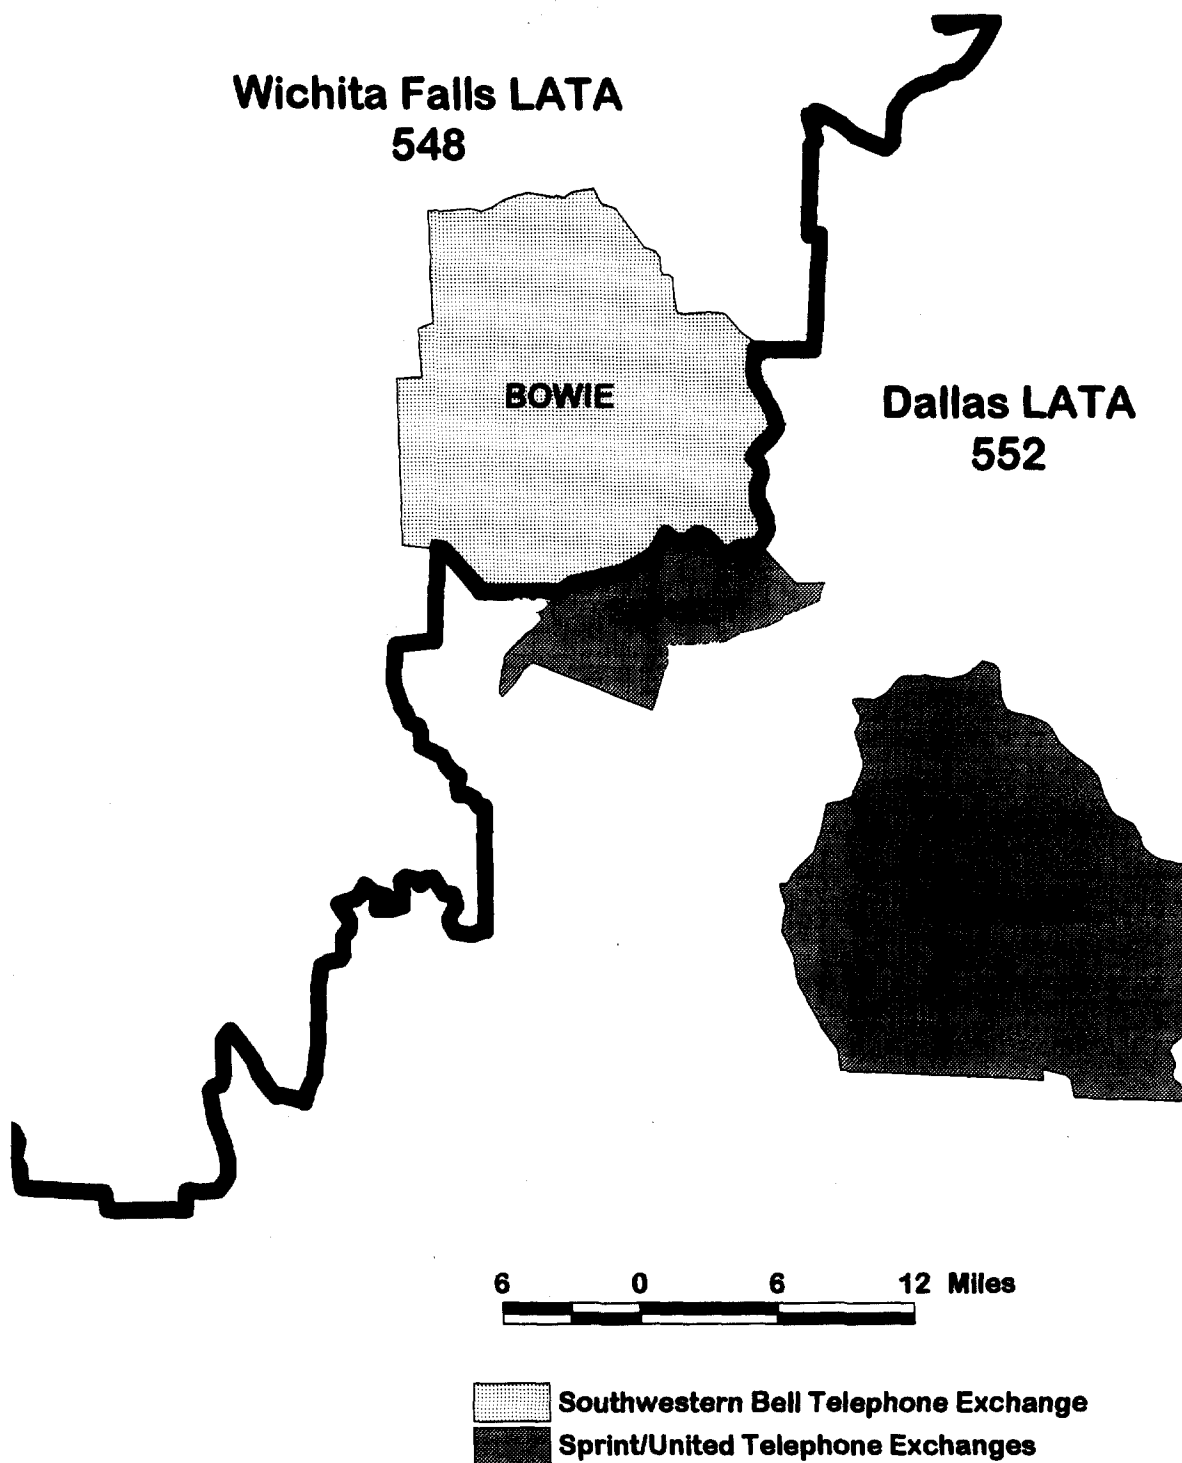 Wichita Falls LATA
548
BOWIE
Dallas LATA
552
6 0 6 12 Miles
Southwestern Bell Telephone Exchange
Sprint/United Telephone Exchanges